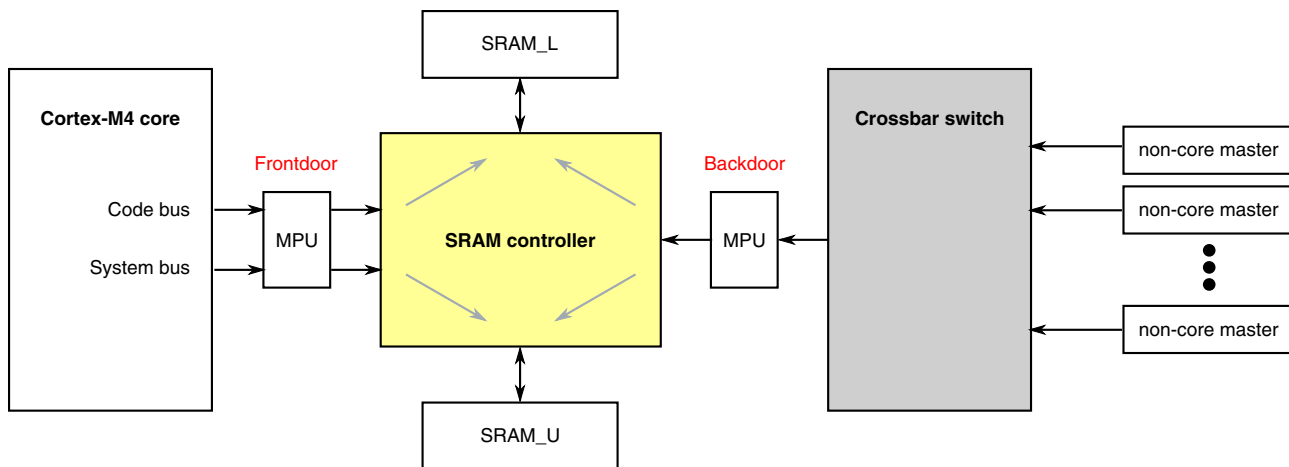 SRAM_L
Cortex-M4 core
Crossbar switch
Frontdoor
Backdoor
non-core master
non-core master
Code bus
MPU
SRAM controller
MPU
System bus
non-core master
SRAM_U